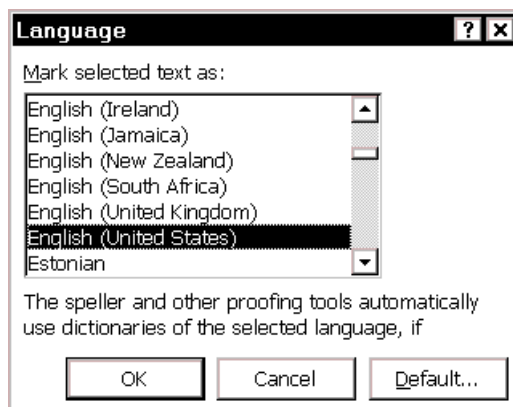 Language
Mark selected text as:
English (Ireland)
English (Jamaica)
English (New Zealand)
English (South Africa)
English (United Kingdom)
English (United States)
Estonian
The speller and other proofing tools automatically
use dictionaries of the selected language, if
OK Cancel Default...